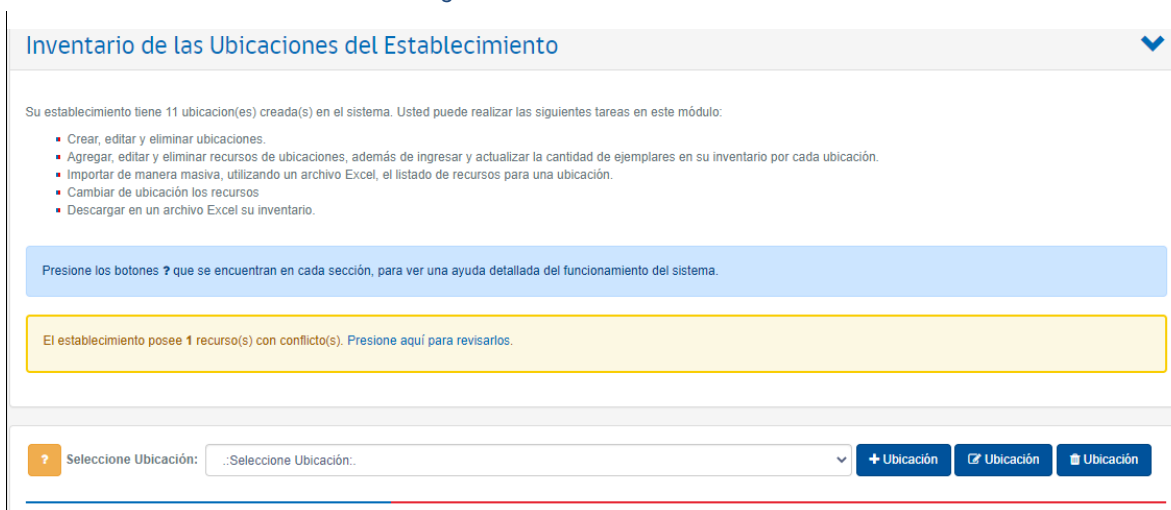 Inventario de las Ubicaciones del Establecimiento
Su establecimiento tiene 11 ubicacion(es) creada(s) en el sistema. Usted puede realizar las siguientes tareas en este módulo:
Crear, editar y eliminar ubicaciones.
Agregar, editar y eliminar recursos de ubicaciones, además de ingresar y actualizar la cantidad de ejemplares en su inventario por cada ubicación.
Importar de manera masiva, utilizando un archivo Excel, el listado de recursos para una ubicación.
Cambiar de ubicación los recursos
Descargar en un archivo Excel su inventario.
Presione los botones ? que se encuentran en cada sección, para ver una ayuda detallada del funcionamiento del sistema.
El establecimiento posee 1 recurso(s) con conflicto(s). Presione aquí para revisarlos.
? Seleccione Ubicación: .:Seleccione Ubicación:. + Ubicación Ubicación Ubicación